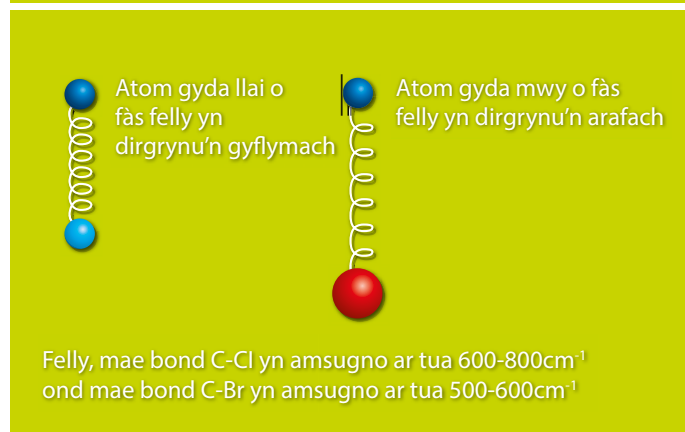 Atom gyda llai o
fàs felly yn
dirgrynu'n gyflymach
Atom gyda mwy o fàs
felly yn dirgrynu'n arafach
Felly, mae bond C-Cl yn amsugno ar tua 600-800cm⁻¹
ond mae bond C-Br yn amsugno ar tua 500-600cm⁻¹